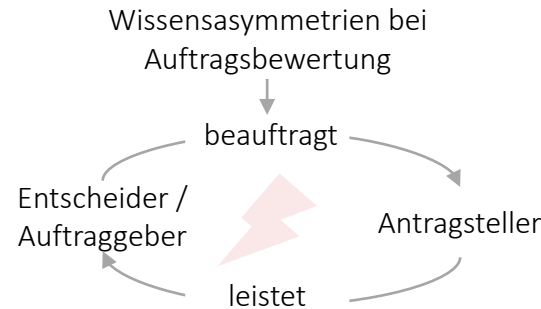 Wissensasymmetrien bei
Auftragsbewertung
beauftragt
Entscheider /
Auftraggeber
Antragsteller
leistet